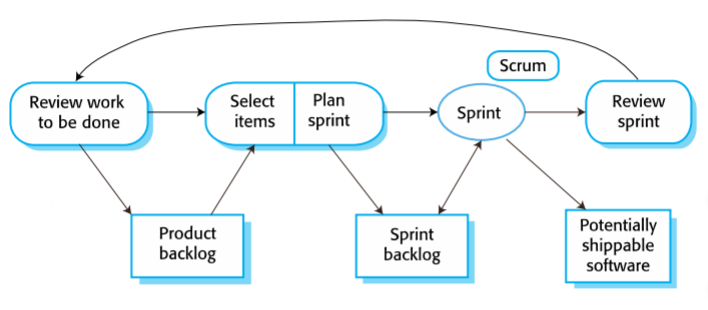 Scrum
Review work
to be done
Select
items
Plan
sprint
Sprint
Review
sprint
Product
backlog
Sprint
backlog
Potentially
shippable
software